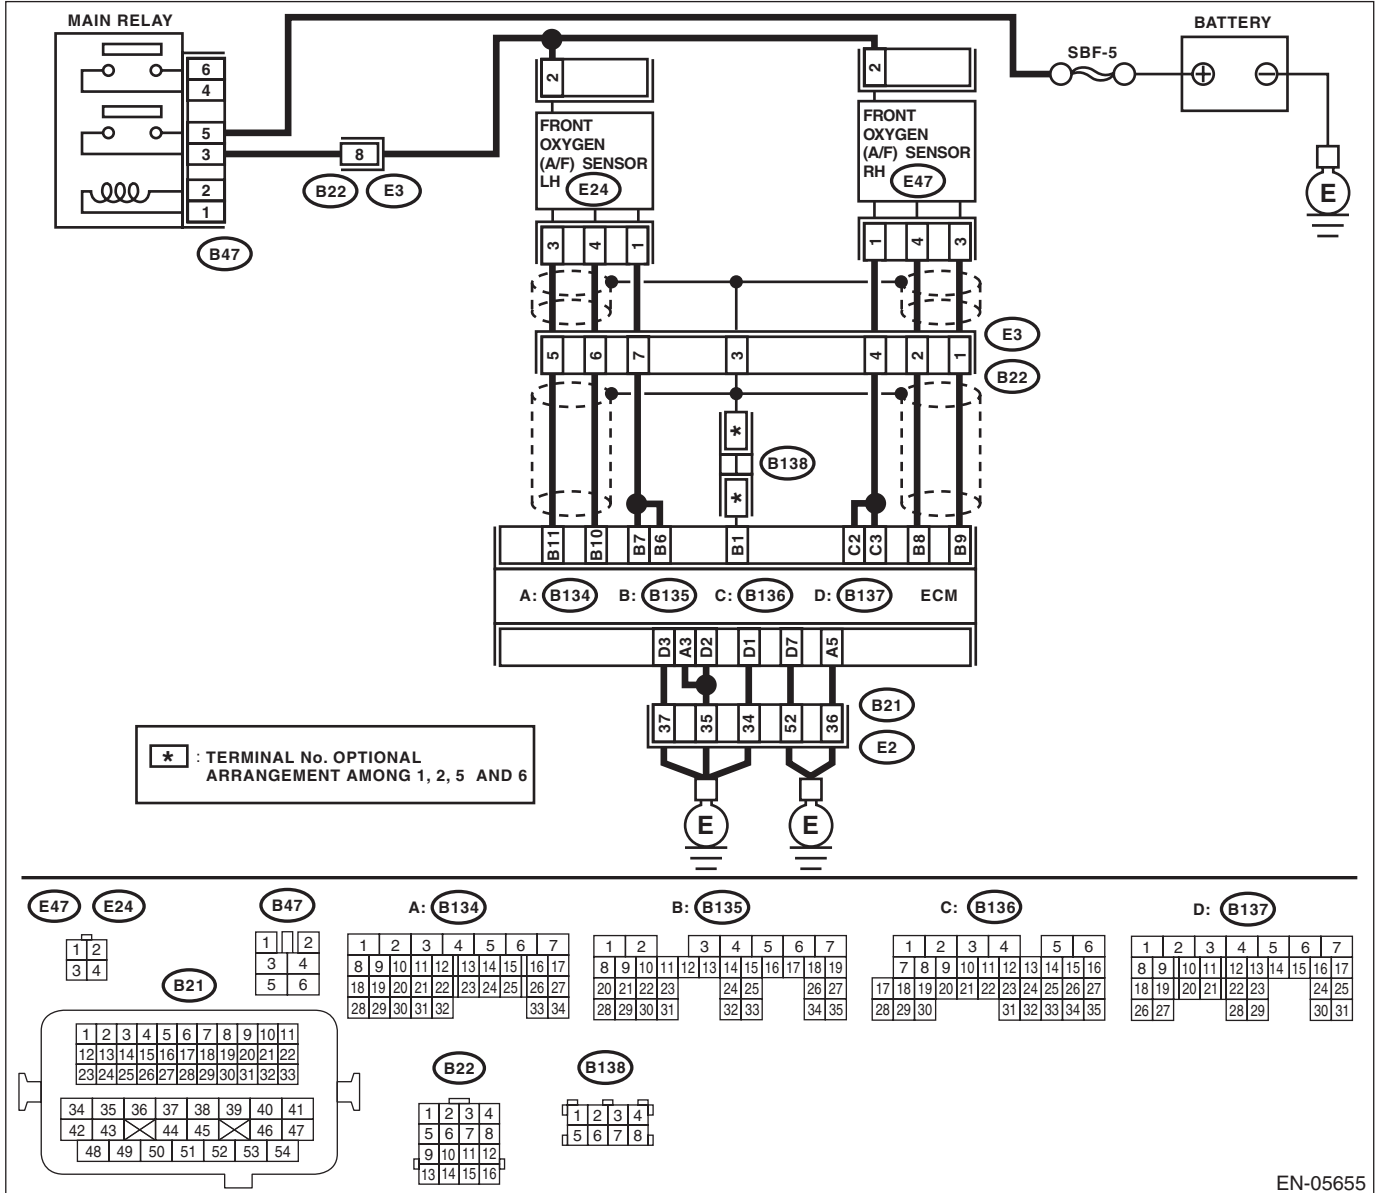 MAIN RELAY
BATTERY
SBF-5
6
4
5
3
2
1
B47
8
B22 E3
2
FRONT
OXYGEN
(A/F) SENSOR
LH E24
2
FRONT
OXYGEN
(A/F) SENSOR
RH E47
E
3 4 1
1 4 3
5 6 7 3 4 2 1
E3
B22
*
B138
*
B11 B10 B7 B6 B1 C2 C3 B8 B9
A: B134 B: B135 C: B136 D: B137 ECM
D3 A3 D2 D1 D7 A5
37 35 34 52 36
B21
E2
E E
* : TERMINAL No. OPTIONAL
ARRANGEMENT AMONG 1, 2, 5 AND 6
E47 E24
1 2
3 4
B47
1 2
3 4
5 6
A: B134
1 2 3 4 5 6 7
8 9 10 11 12 13 14 15 16 17
18 19 20 21 22 23 24 25 26 27
28 29 30 31 32 33 34
B: B135
1 2 3 4 5 6 7
8 9 10 11 12 13 14 15 16 17 18 19
20 21 22 23 24 25 26 27
28 29 30 31 32 33 34 35
C: B136
1 2 3 4 5 6
7 8 9 10 11 12 13 14 15 16
17 18 19 20 21 22 23 24 25 26 27
28 29 30 31 32 33 34 35
D: B137
1 2 3 4 5 6 7
8 9 10 11 12 13 14 15 16 17
18 19 20 21 22 23 24 25
26 27 28 29 30 31
B21
1 2 3 4 5 6 7 8 9 10 11
12 13 14 15 16 17 18 19 20 21 22
23 24 25 26 27 28 29 30 31 32 33
34 35 36 37 38 39 40 41
42 43 44 45 46 47
48 49 50 51 52 53 54
B22
1 2 3 4
5 6 7 8
9 10 11 12
13 14 15 16
B138
1 2 3 4
5 6 7 8
EN-05655